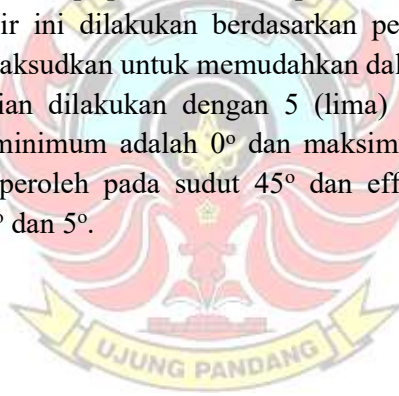 ir ini dilakukan berdasarkan pe
aksudkan untuk memudahkan dal
ian dilakukan dengan 5 (lima)
minimum adalah 0° dan maksim
peroleh pada sudut 45° dan eff
° dan 5°.
UJUNG PANDANG